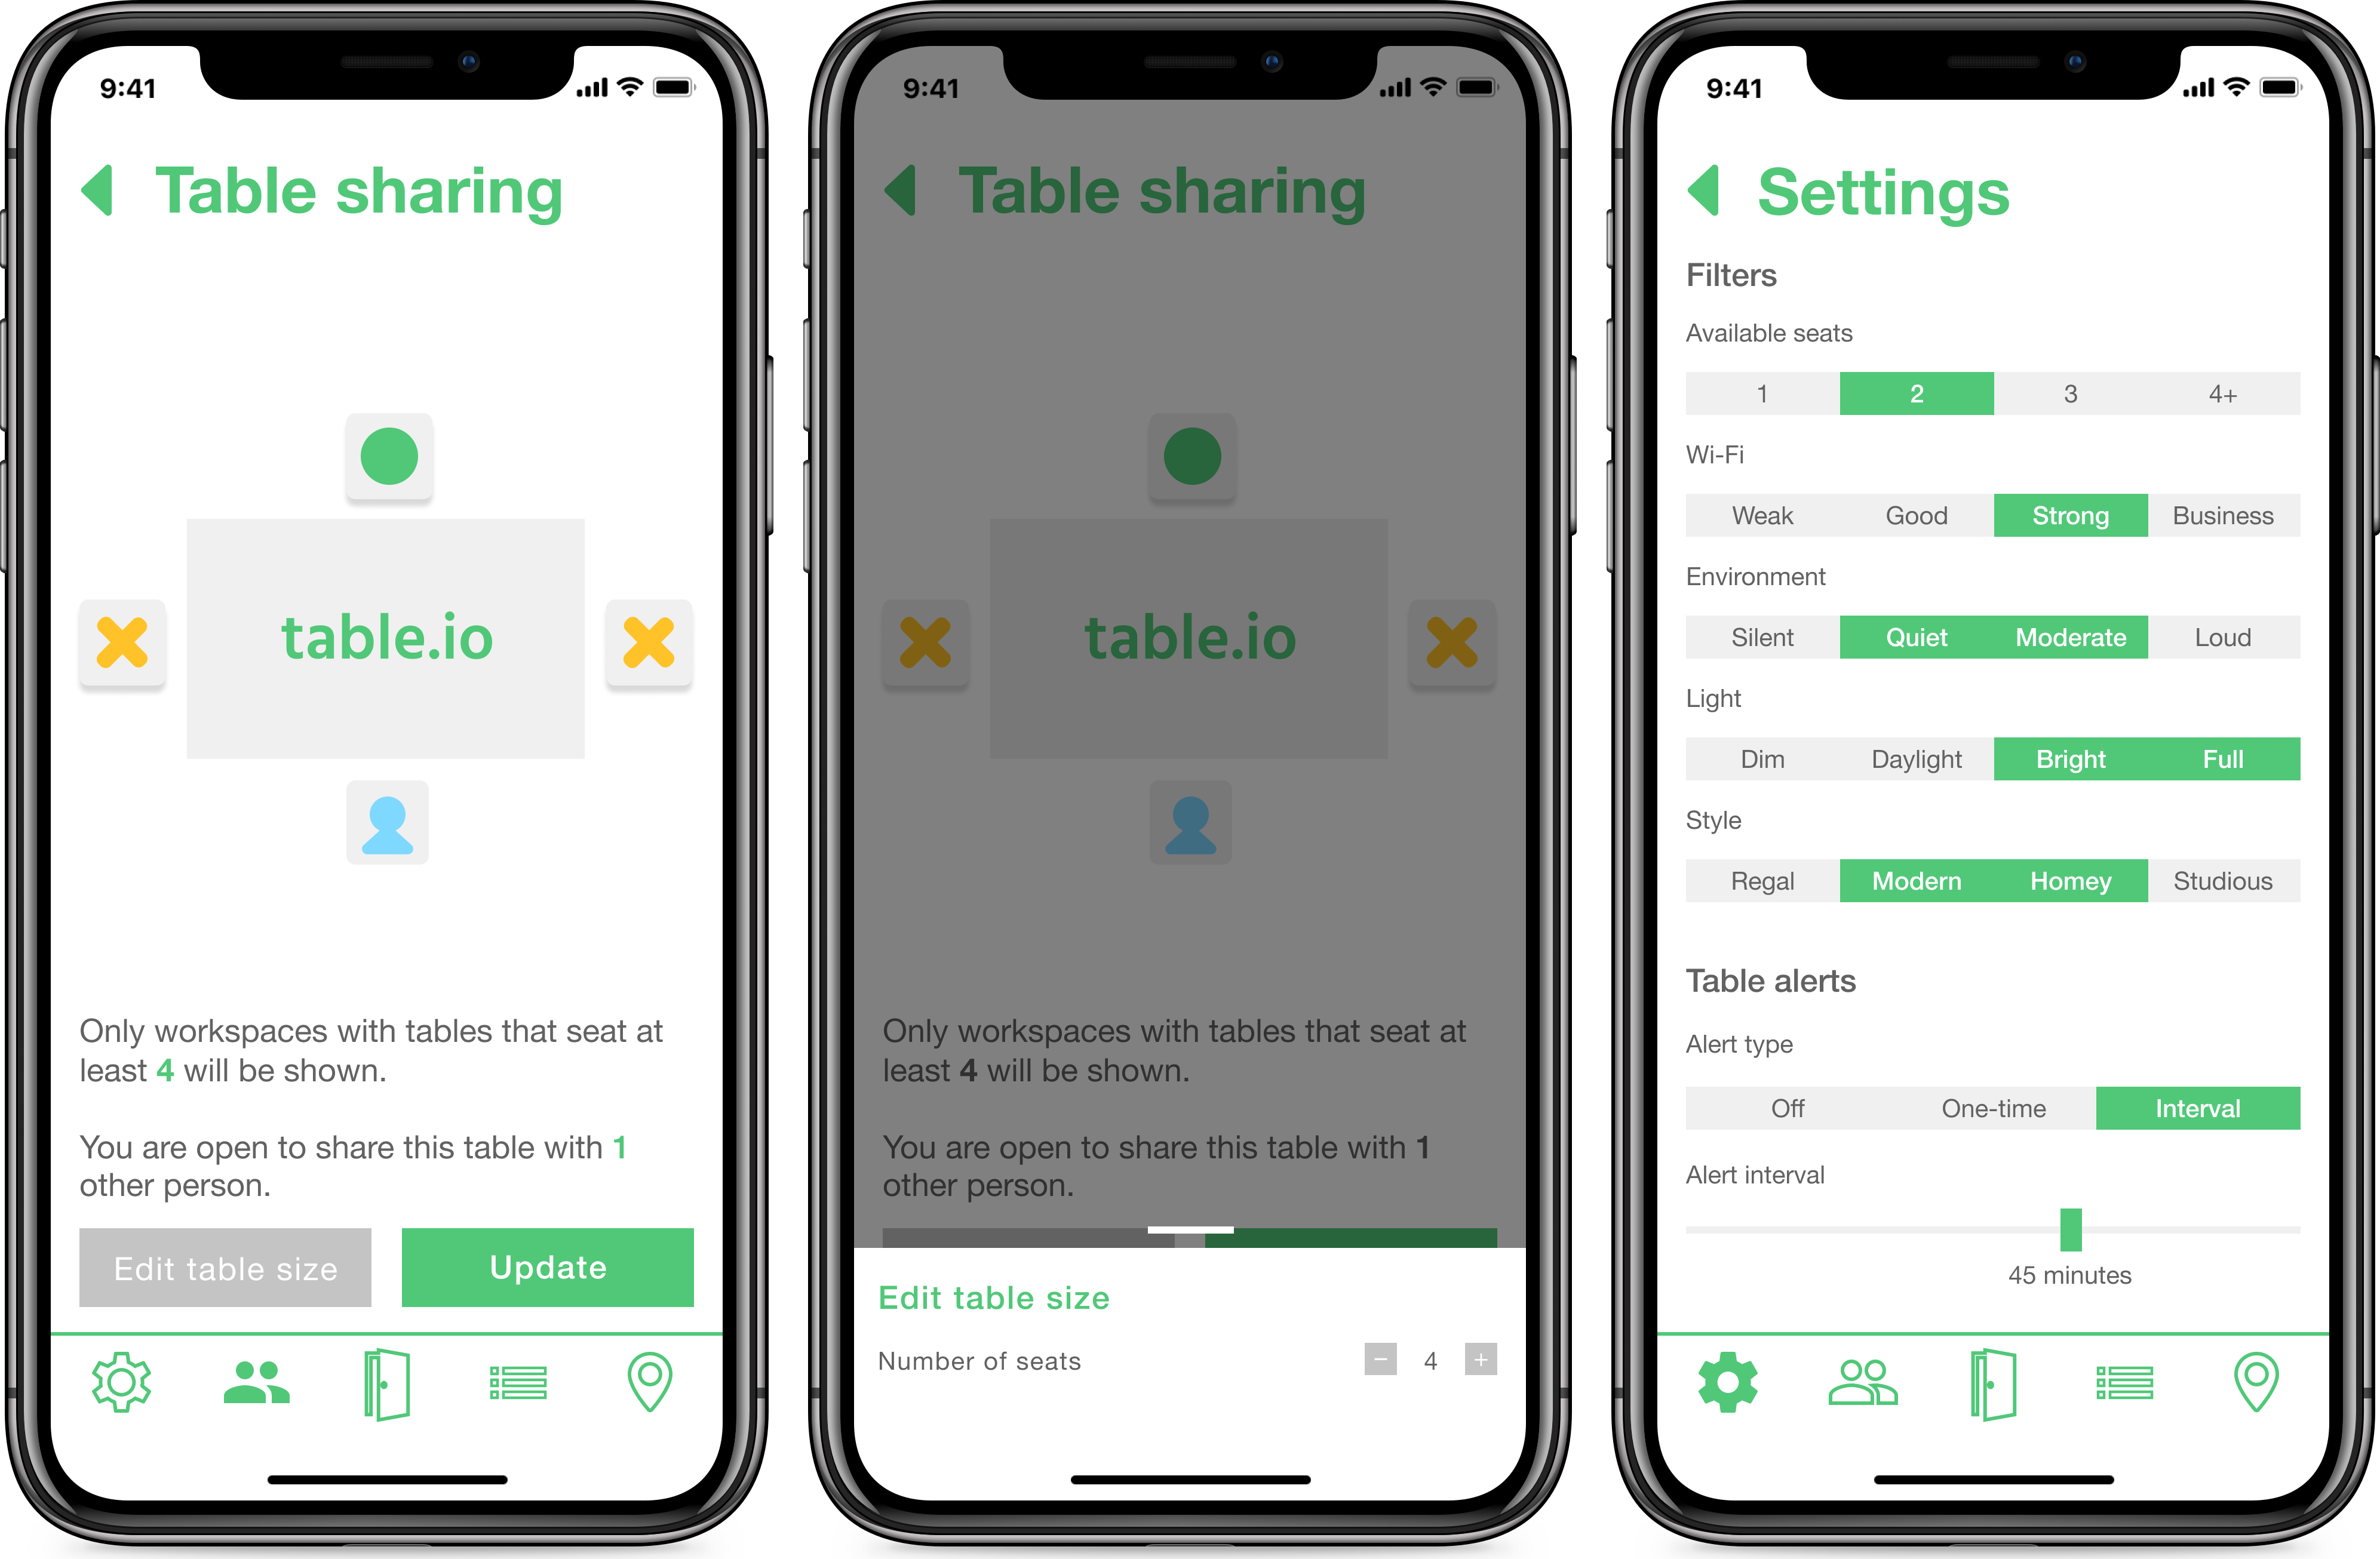 9:41
Table sharing
table.io
Only workspaces with tables that seat at
least 4 will be shown.
You are open to share this table with 1
other person.
Edit table size
Update
9:41
Table sharing
table.io
Only workspaces with tables that seat at
least 4 will be shown.
You are open to share this table with 1
other person.
Edit table size
Number of seats − 4 +
9:41
Settings
Filters
Available seats
1 2 3 4+
Wi-Fi
Weak Good Strong Business
Environment
Silent Quiet Moderate Loud
Light
Dim Daylight Bright Full
Style
Regal Modern Homey Studious
Table alerts
Alert type
Off One-time Interval
Alert interval
45 minutes